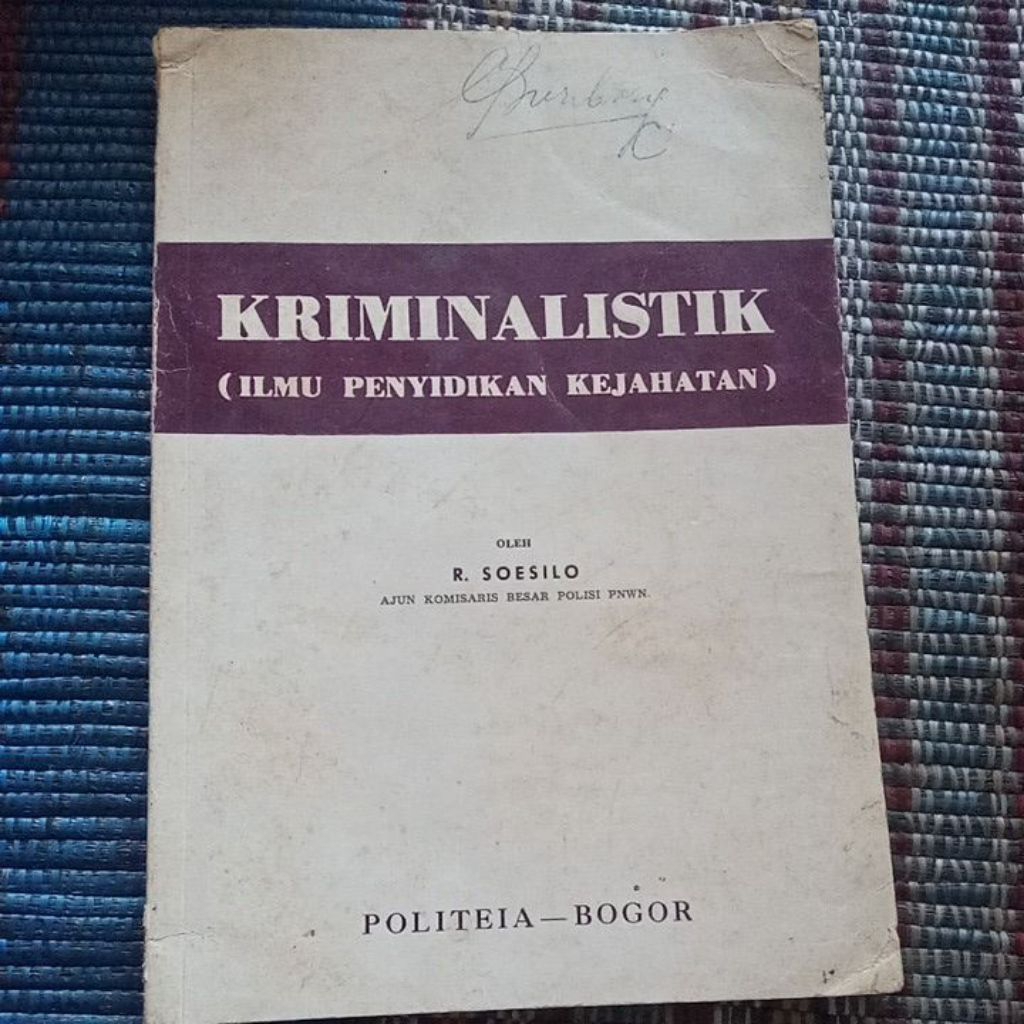 KRIMINALISTIK
(ILMU PENYIDIKAN KEJAHATAN)
OLEH
R. SOESILO
AJUN KOMISARIS BESAR POLISI PNWN.
POLITEIA — BOGOR